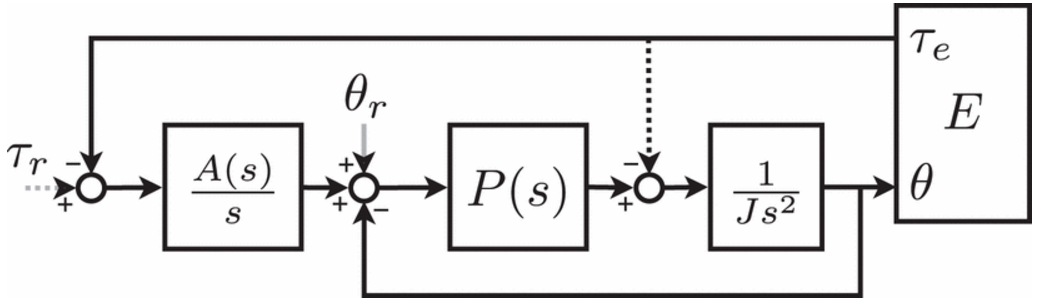 τ_e
E
θ_r
τ_r
− + + + − − +
A(s)
s
P(s)
1
Js²
θ